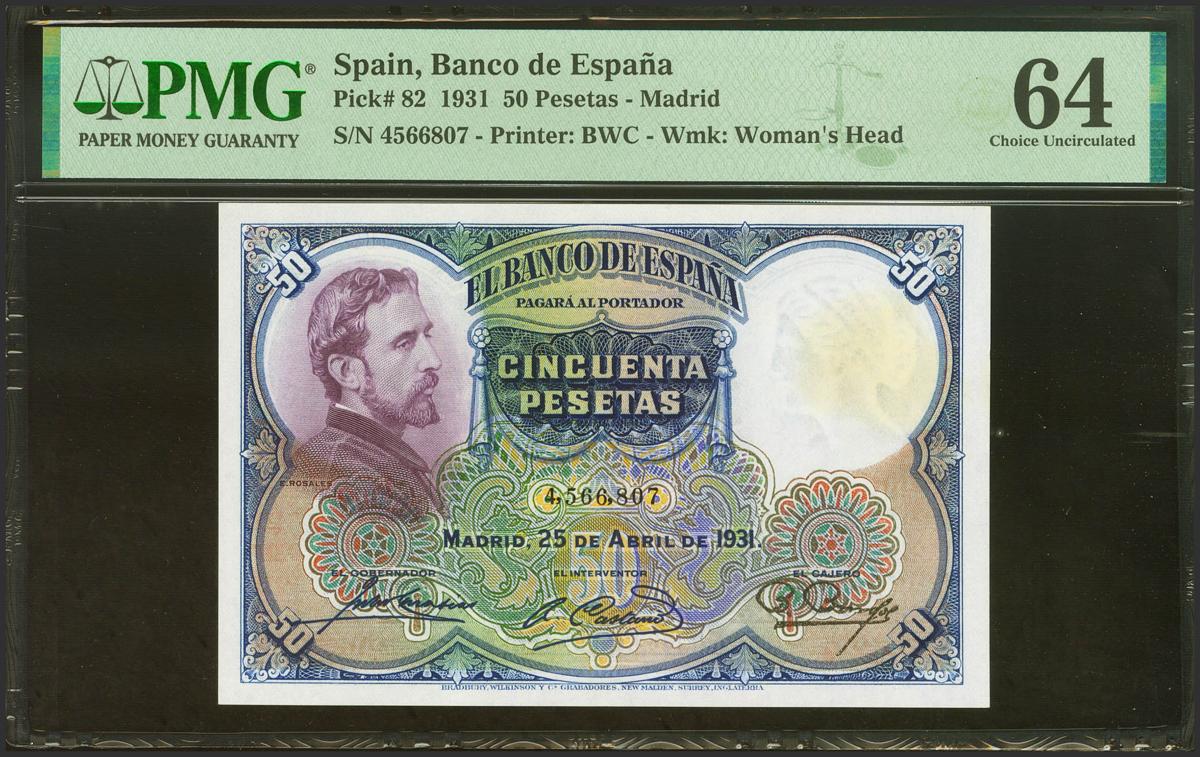 PMG®
PAPER MONEY GUARANTY
Spain, Banco de España
Pick# 82 1931 50 Pesetas - Madrid
S/N 4566807 - Printer: BWC - Wmk: Woman's Head
64
Choice Uncirculated
50
50
EL BANCO DE ESPAÑA
PAGARÁ AL PORTADOR
CINCUENTA
PESETAS
E. ROSALES
4,566,807
MADRID, 25 DE ABRIL DE 1931.
EL GOBERNADOR
EL INTERVENTOR
EL CAJERO
50
50
50
BRADBURY, WILKINSON Y Cª GRABADORES, NEW MALDEN, SURREY, INGLATERRA